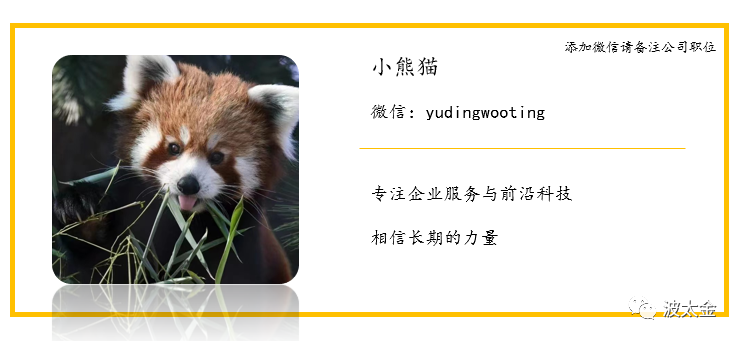 添加微信请备注公司职位
小熊猫
微信：yudingwooting
专注企业服务与前沿科技
相信长期的力量
波太金